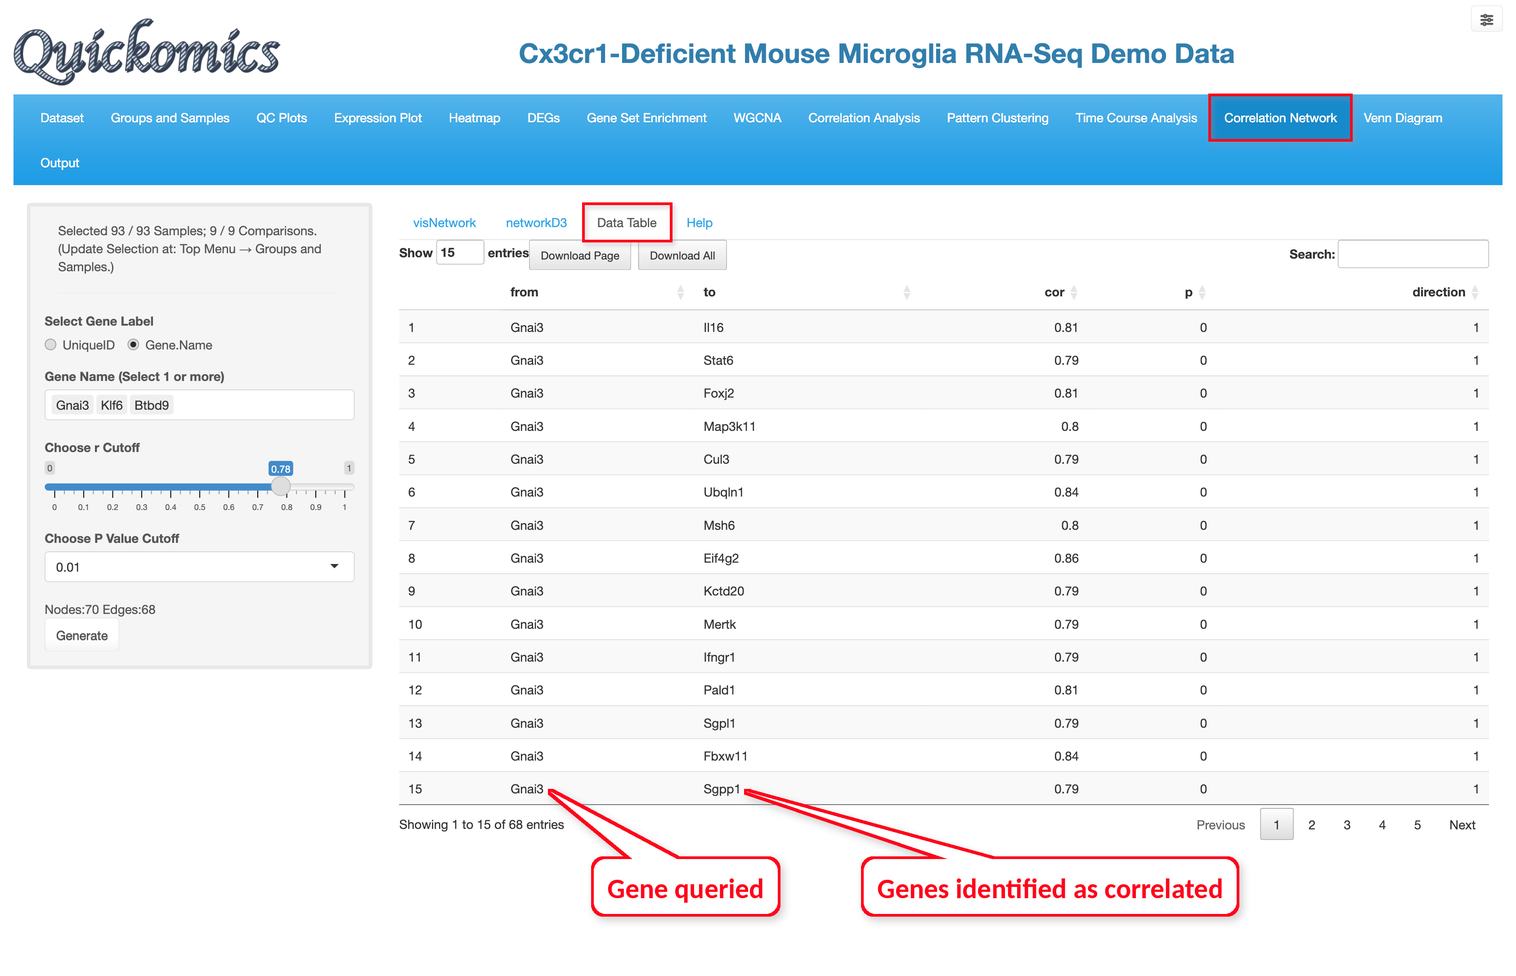 Quickomics
Cx3cr1-Deficient Mouse Microglia RNA-Seq Demo Data
Dataset Groups and Samples QC Plots Expression Plot Heatmap DEGs Gene Set Enrichment WGCNA Correlation Analysis Pattern Clustering Time Course Analysis Correlation Network Venn Diagram
Output
Selected 93 / 93 Samples; 9 / 9 Comparisons.
(Update Selection at: Top Menu → Groups and
Samples.)
Select Gene Label
UniqueID Gene.Name
Gene Name (Select 1 or more)
Gnai3 Klf6 Btbd9
Choose r Cutoff
0 0.78 1
0 0.1 0.2 0.3 0.4 0.5 0.6 0.7 0.8 0.9 1
Choose P Value Cutoff
0.01
Nodes:70 Edges:68
Generate
visNetwork networkD3 Data Table Help
Show 15 entries Download Page Download All Search:
from to cor p direction
1 Gnai3 Il16 0.81 0 1
2 Gnai3 Stat6 0.79 0 1
3 Gnai3 Foxj2 0.81 0 1
4 Gnai3 Map3k11 0.8 0 1
5 Gnai3 Cul3 0.79 0 1
6 Gnai3 Ubqln1 0.84 0 1
7 Gnai3 Msh6 0.8 0 1
8 Gnai3 Eif4g2 0.86 0 1
9 Gnai3 Kctd20 0.79 0 1
10 Gnai3 Mertk 0.79 0 1
11 Gnai3 Ifngr1 0.79 0 1
12 Gnai3 Pald1 0.81 0 1
13 Gnai3 Sgpl1 0.79 0 1
14 Gnai3 Fbxw11 0.84 0 1
15 Gnai3 Sgpp1 0.79 0 1
Showing 1 to 15 of 68 entries Previous 1 2 3 4 5 Next
Gene queried Genes identified as correlated